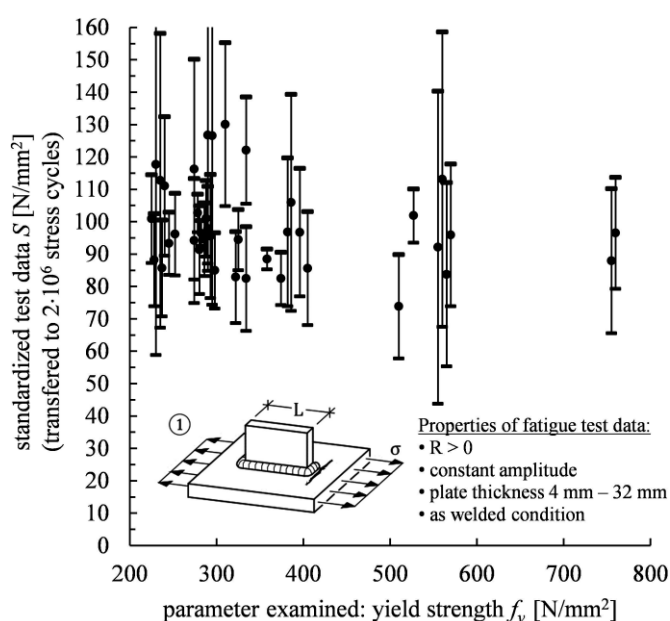 standardized test data S [N/mm²]
(transfered to 2·10⁶ stress cycles)
160
150
140
130
120
110
100
90
80
70
60
50
40
30
20
10
0
200
300
400
500
600
700
800
parameter examined: yield strength fᵧ [N/mm²]
1
L
σ
Properties of fatigue test data:
• R > 0
• constant amplitude
• plate thickness 4 mm – 32 mm
• as welded condition